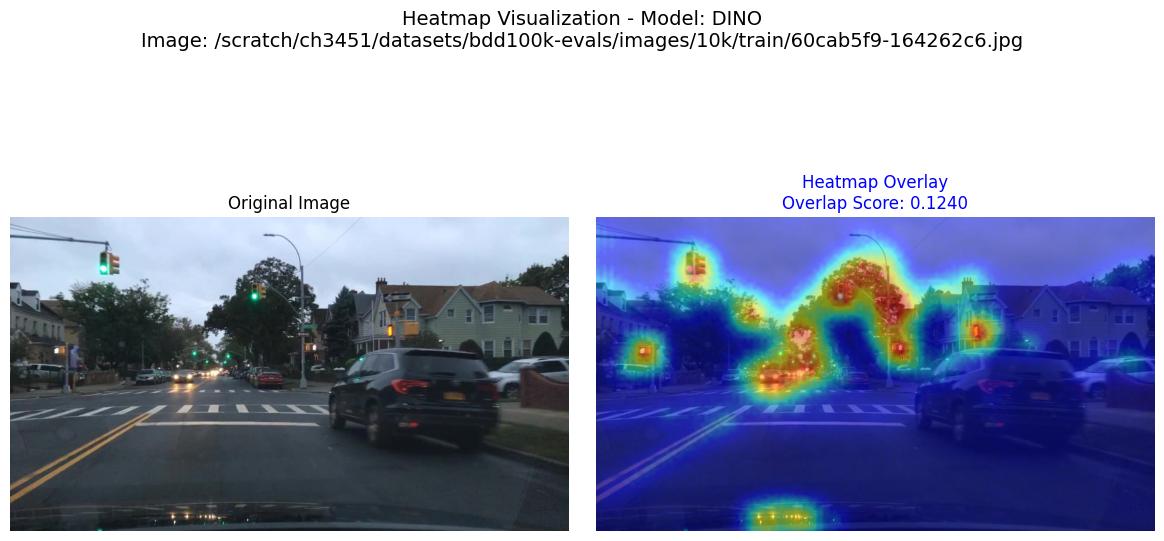 Heatmap Visualization - Model: DINO
Image: /scratch/ch3451/datasets/bdd100k-evals/images/10k/train/60cab5f9-164262c6.jpg
Original Image
Heatmap Overlay
Overlap Score: 0.1240